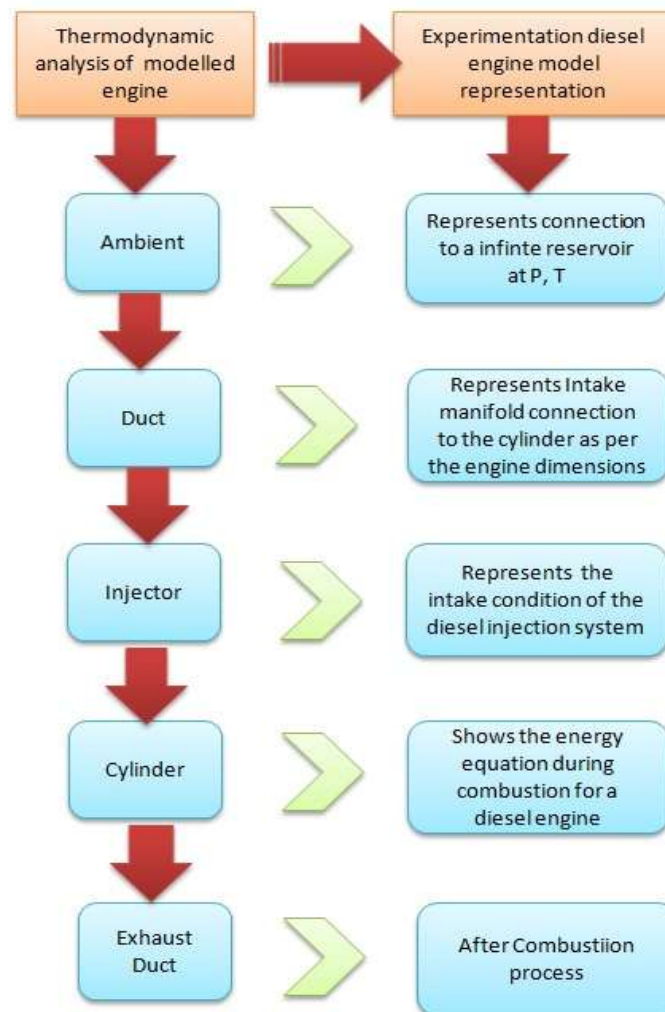 Thermodynamic
analysis of  modelled
engine
Experimentation diesel
engine model
representation
Ambient
Represents connection
to a infinte reservoir
at P, T
Duct
Represents Intake
manifold connection
to the cylinder as per
the engine dimensions
Injector
Represents  the
intake condition of the
diesel injection system
Cylinder
Shows the energy
equation during
combustion for a
diesel engine
Exhaust
Duct
After Combustiion
process